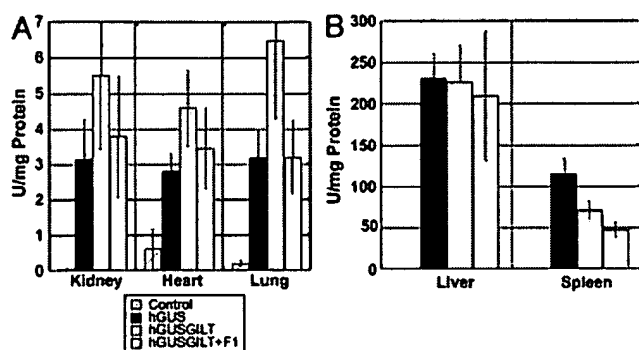 A
U/mg Protein
7
6
5
4
3
2
1
0
Kidney Heart Lung
Control
hGUS
hGUSGILT
hGUSGILT+F1
B
U/mg Protein
300
250
200
150
100
50
0
Liver Spleen